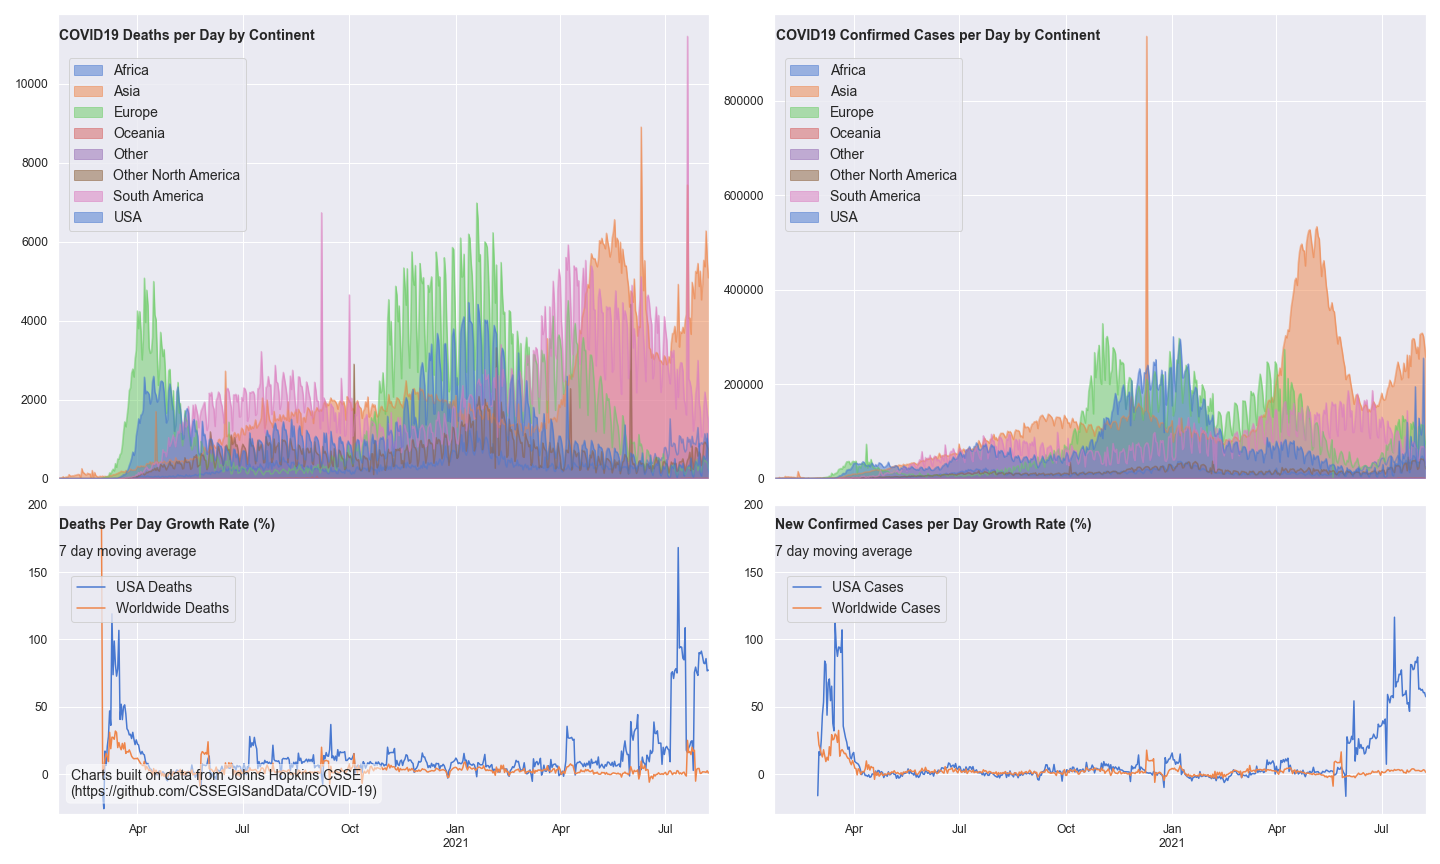 COVID19 Deaths per Day by Continent
Africa
Asia
Europe
Oceania
Other
Other North America
South America
USA
10000
8000
6000
4000
2000
0
COVID19 Confirmed Cases per Day by Continent
Africa
Asia
Europe
Oceania
Other
Other North America
South America
USA
800000
600000
400000
200000
0
Deaths Per Day Growth Rate (%)
7 day moving average
USA Deaths
Worldwide Deaths
200
150
100
50
0
Charts built on data from Johns Hopkins CSSE
(https://github.com/CSSEGISandData/COVID-19)
Apr Jul Oct Jan Apr Jul
2021
New Confirmed Cases per Day Growth Rate (%)
7 day moving average
USA Cases
Worldwide Cases
200
150
100
50
0
Apr Jul Oct Jan Apr Jul
2021